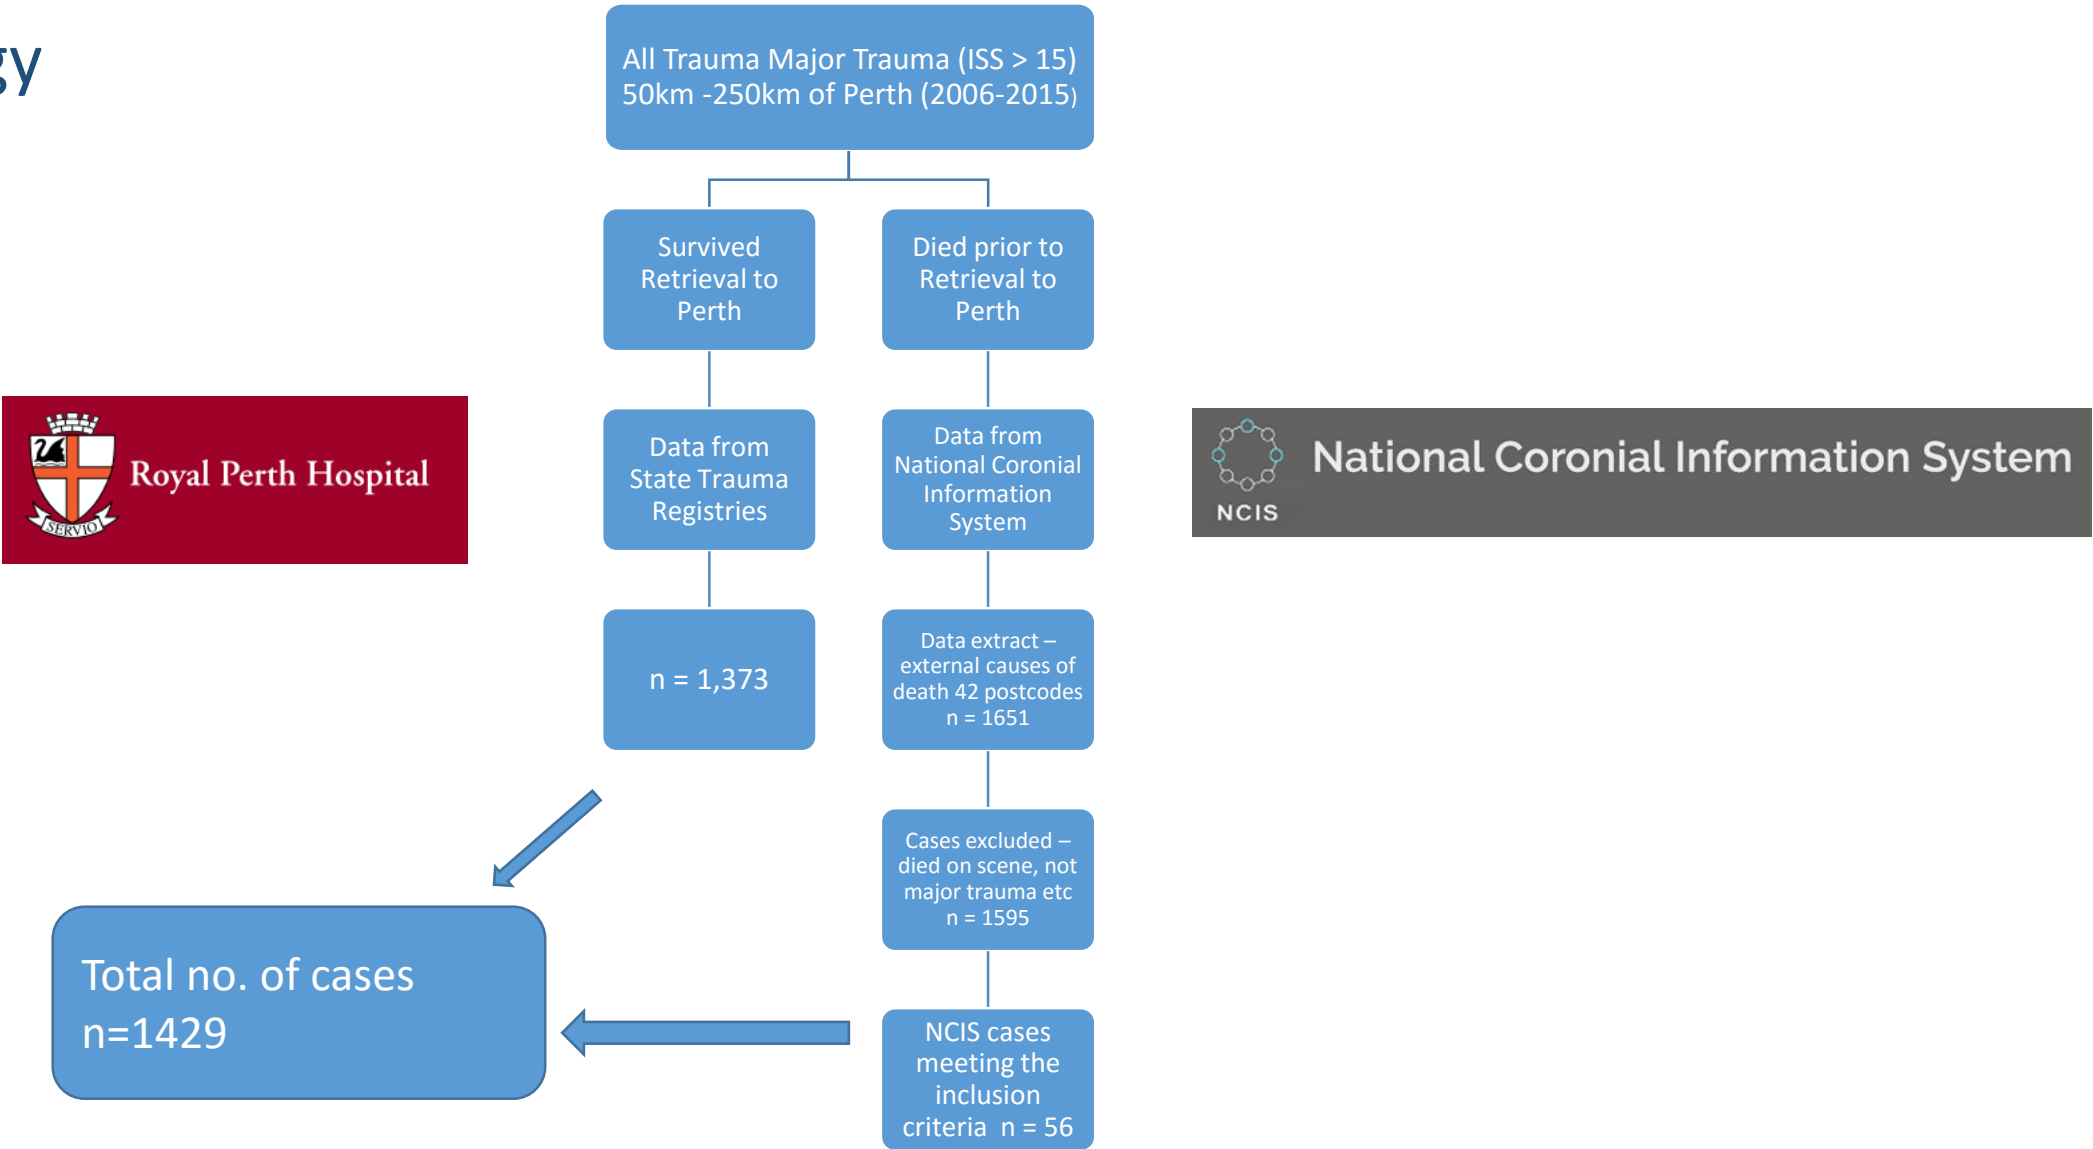 gy
All Trauma Major Trauma (ISS > 15)
50km -250km of Perth (2006-2015)
Survived
Retrieval to
Perth
Died prior to
Retrieval to
Perth
Royal Perth Hospital
SERVIO
Data from
State Trauma
Registries
Data from
National Coronial
Information
System
National Coronial Information System
NCIS
n = 1,373
Data extract –
external causes of
death 42 postcodes
n = 1651
Cases excluded –
died on scene, not
major trauma etc
n = 1595
Total no. of cases
n=1429
NCIS cases
meeting the
inclusion
criteria  n = 56